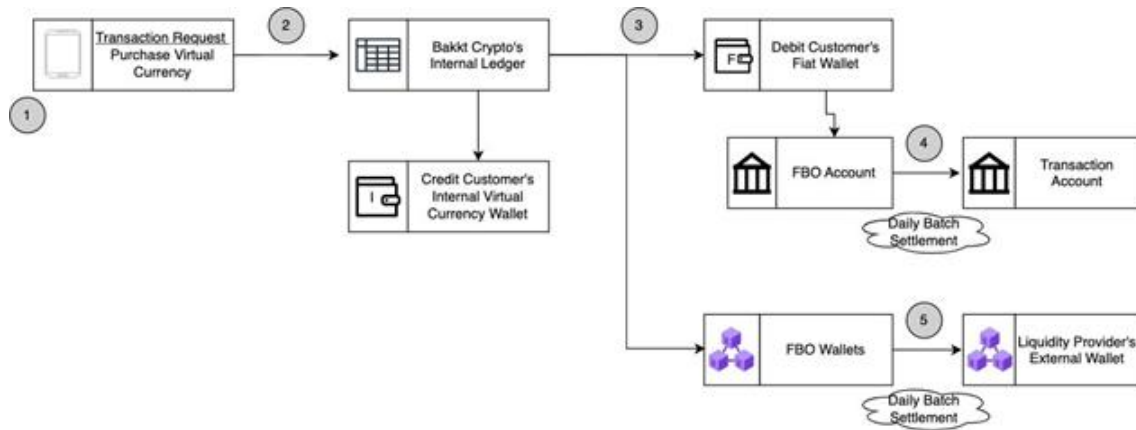 2
3
Transaction Request
Purchase Virtual
Currency
Bakkt Crypto's
Internal Ledger
F
Debit Customer's
Fiat Wallet
1
4
I
Credit Customer's
Internal Virtual
Currency Wallet
FBO Account
Transaction
Account
Daily Batch
Settlement
5
FBO Wallets
Liquidity Provider's
External Wallet
Daily Batch
Settlement